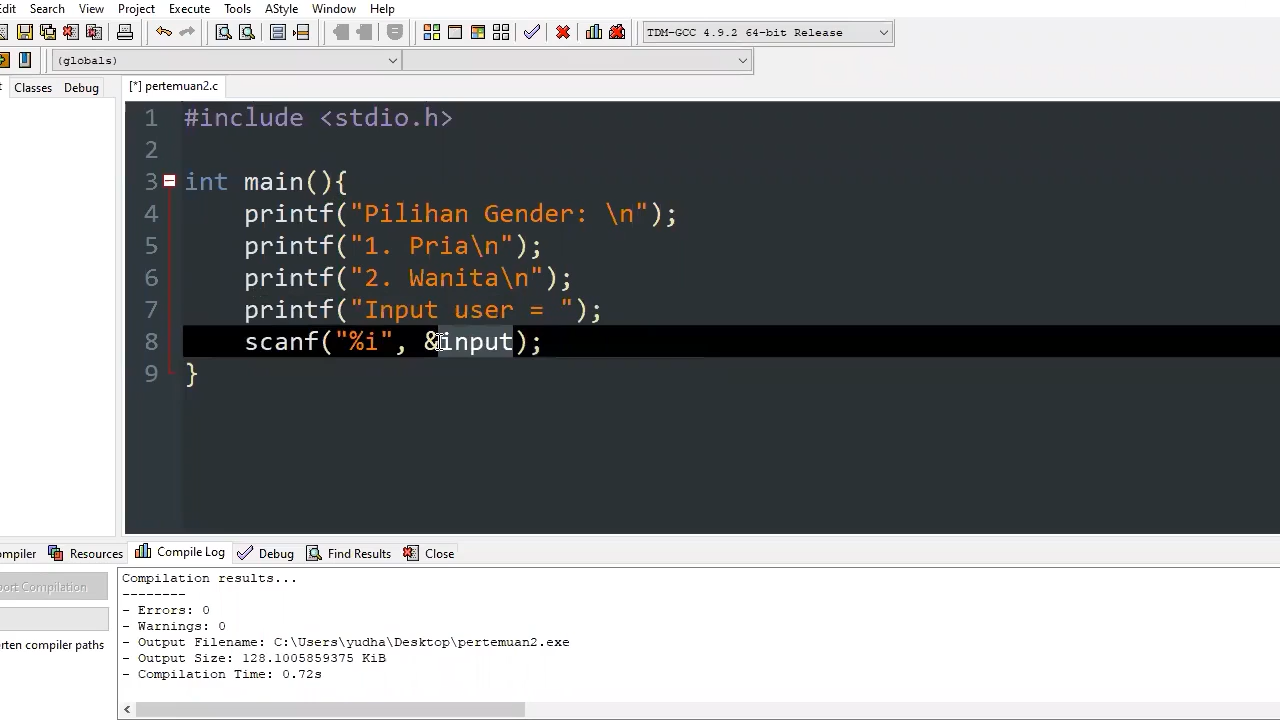 Edit Search View Project Execute Tools AStyle Window Help
TDM-GCC 4.9.2 64-bit Release
(globals)
Classes Debug [*] pertemuan2.c
1 #include <stdio.h>
2
3 int main(){
4 printf("Pilihan Gender: \n");
5 printf("1. Pria\n");
6 printf("2. Wanita\n");
7 printf("Input user = ");
8 scanf("%i", &input);
9 }
ompiler Resources Compile Log Debug Find Results Close
Compilation results...
--------
- Errors: 0
- Warnings: 0
- Output Filename: C:\Users\yudha\Desktop\pertemuan2.exe
- Output Size: 128.1005859375 KiB
- Compilation Time: 0.72s
ort Compilation
rten compiler paths